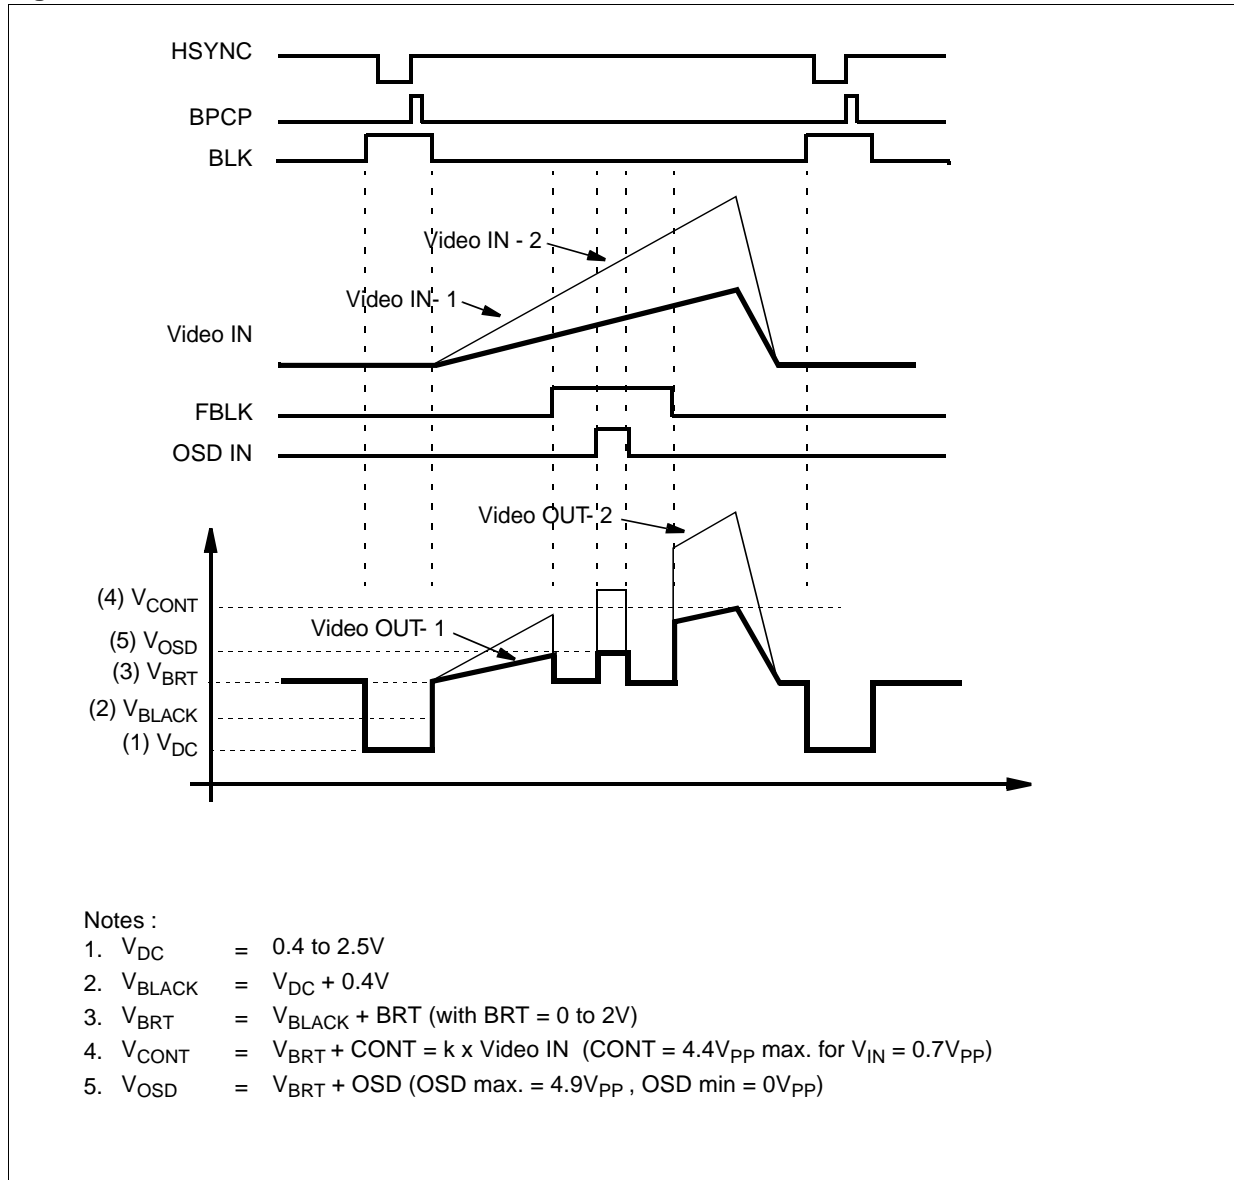 HSYNC
BPCP
BLK
Video IN - 2
Video IN- 1
Video IN
FBLK
OSD IN
Video OUT- 2
(4) VCONT
Video OUT- 1
(5) VOSD
(3) VBRT
(2) VBLACK
(1) VDC
Notes :
1. VDC = 0.4 to 2.5V
2. VBLACK = VDC + 0.4V
3. VBRT = VBLACK + BRT (with BRT = 0 to 2V)
4. VCONT = VBRT + CONT = k x Video IN (CONT = 4.4VPP max. for VIN = 0.7VPP)
5. VOSD = VBRT + OSD (OSD max. = 4.9VPP , OSD min = 0VPP)